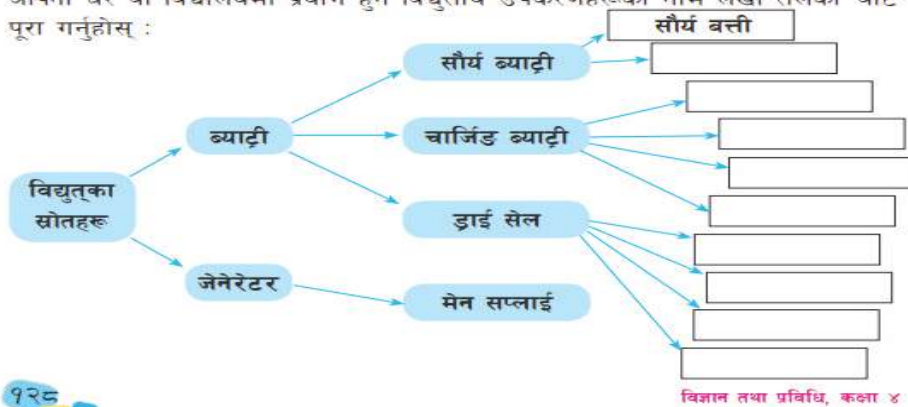 पूरा गर्नुहोस् :
सौर्य बत्ती
सौर्य ब्याट्री
ब्याट्री
चार्जिङ ब्याट्री
विद्युत्‌का
स्रोतहरू
ड्राई सेल
जेनेरेटर
मेन सप्लाई
१२८
विज्ञान तथा प्रविधि, कक्षा ४